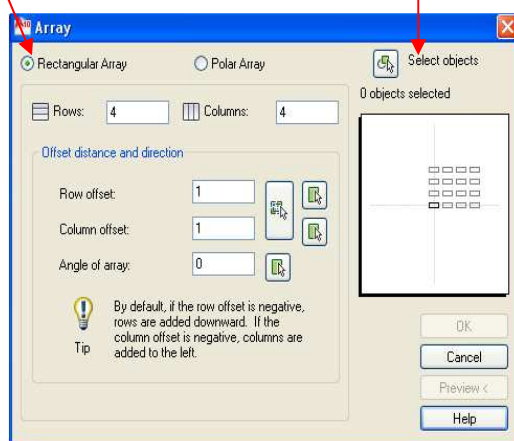 Array
Rectangular Array
Polar Array
Select objects
0 objects selected
Rows: 4
Columns: 4
Offset distance and direction
Row offset: 1
Column offset: 1
Angle of array: 0
By default, if the row offset is negative,
rows are added downward. If the
column offset is negative, columns are
added to the left.
Tip
OK
Cancel
Preview <
Help